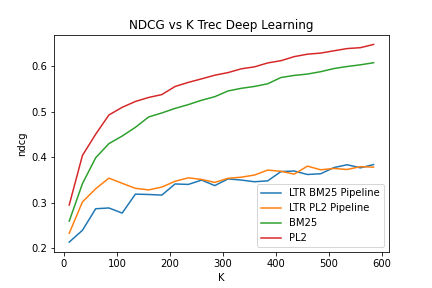 NDCG vs K Trec Deep Learning
ndcg
0.6
0.5
0.4
0.3
0.2
0
100
200
300
400
500
600
K
LTR BM25 Pipeline
LTR PL2 Pipeline
BM25
PL2